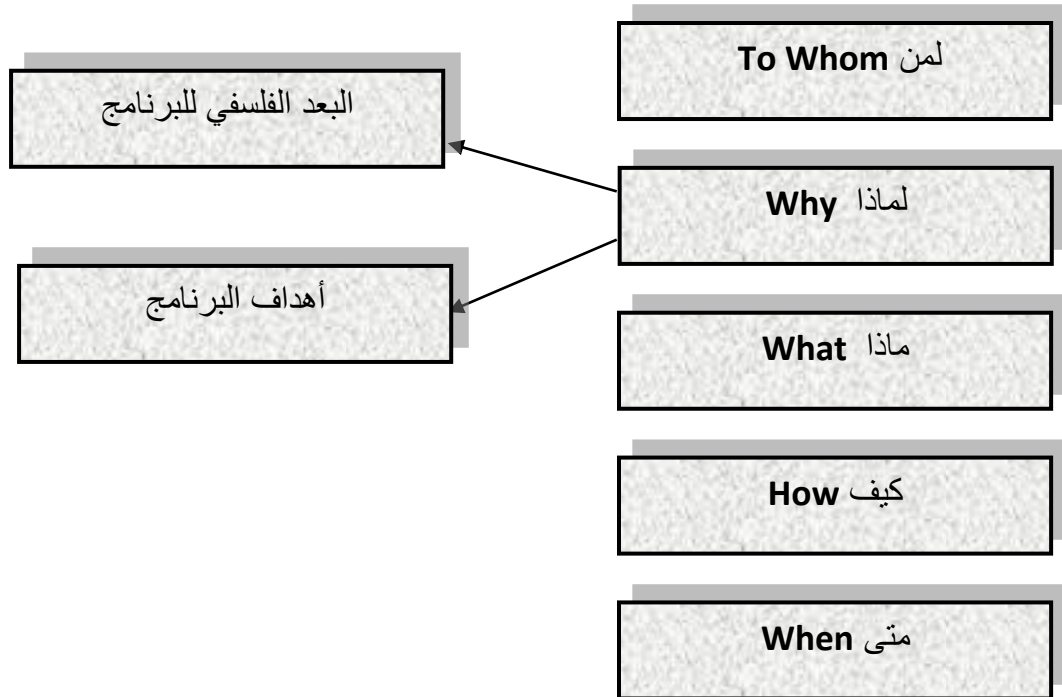 لمن To Whom
البعد الفلسفي للبرنامج
لماذا Why
أهداف البرنامج
ماذا What
كيف How
متى When